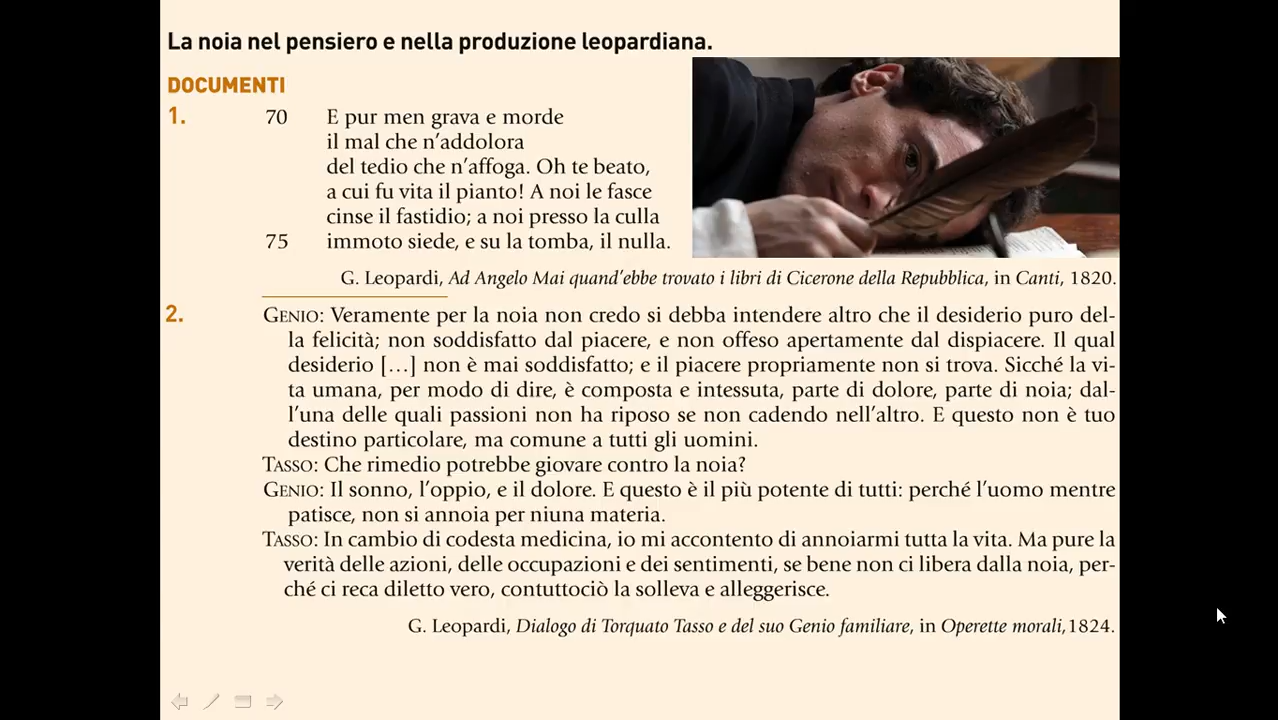 La noia nel pensiero e nella produzione leopardiana.
DOCUMENTI
1.
70 E pur men grava e morde
il mal che n’addolora
del tedio che n’affoga. Oh te beato,
a cui fu vita il pianto! A noi le fasce
cinse il fastidio; a noi presso la culla
75 immoto siede, e su la tomba, il nulla.
G. Leopardi, Ad Angelo Mai quand’ebbe trovato i libri di Cicerone della Repubblica, in Canti, 1820.
2.
GENIO: Veramente per la noia non credo si debba intendere altro che il desiderio puro del-
la felicità; non soddisfatto dal piacere, e non offeso apertamente dal dispiacere. Il qual
desiderio […] non è mai soddisfatto; e il piacere propriamente non si trova. Sicché la vi-
ta umana, per modo di dire, è composta e intessuta, parte di dolore, parte di noia; dal-
l’una delle quali passioni non ha riposo se non cadendo nell’altro. E questo non è tuo
destino particolare, ma comune a tutti gli uomini.
TASSO: Che rimedio potrebbe giovare contro la noia?
GENIO: Il sonno, l’oppio, e il dolore. E questo è il più potente di tutti: perché l’uomo mentre
patisce, non si annoia per niuna materia.
TASSO: In cambio di codesta medicina, io mi accontento di annoiarmi tutta la vita. Ma pure la
verità delle azioni, delle occupazioni e dei sentimenti, se bene non ci libera dalla noia, per-
ché ci reca diletto vero, contuttociò la solleva e alleggerisce.
G. Leopardi, Dialogo di Torquato Tasso e del suo Genio familiare, in Operette morali,1824.